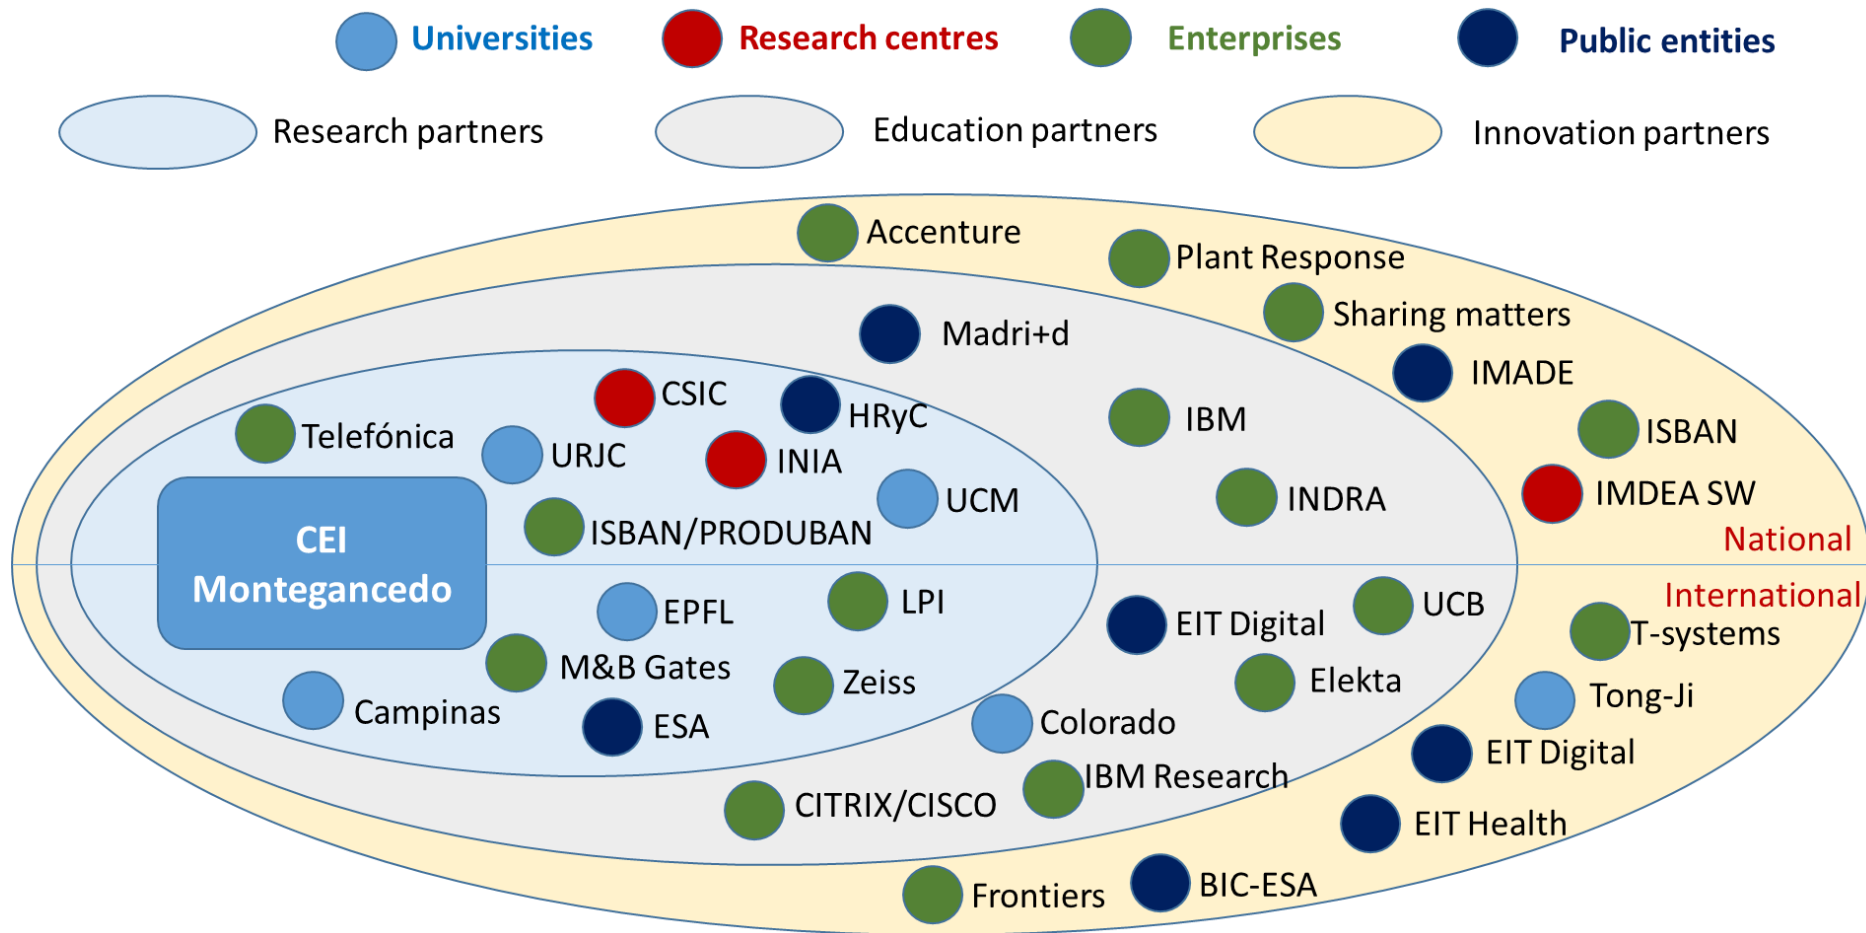 Universities
Research centres
Enterprises
Public entities
Research partners
Education partners
Innovation partners
Accenture
Plant Response
Sharing matters
Madri+d
IMADE
CSIC
HRyC
IBM
ISBAN
Telefónica
URJC
INIA
UCM
INDRA
IMDEA SW
ISBAN/PRODUBAN
CEI
Montegancedo
National
International
EPFL
LPI
EIT Digital
UCB
T-systems
M&B Gates
Zeiss
Elekta
Tong-Ji
Campinas
ESA
Colorado
EIT Digital
IBM Research
CITRIX/CISCO
EIT Health
Frontiers
BIC-ESA